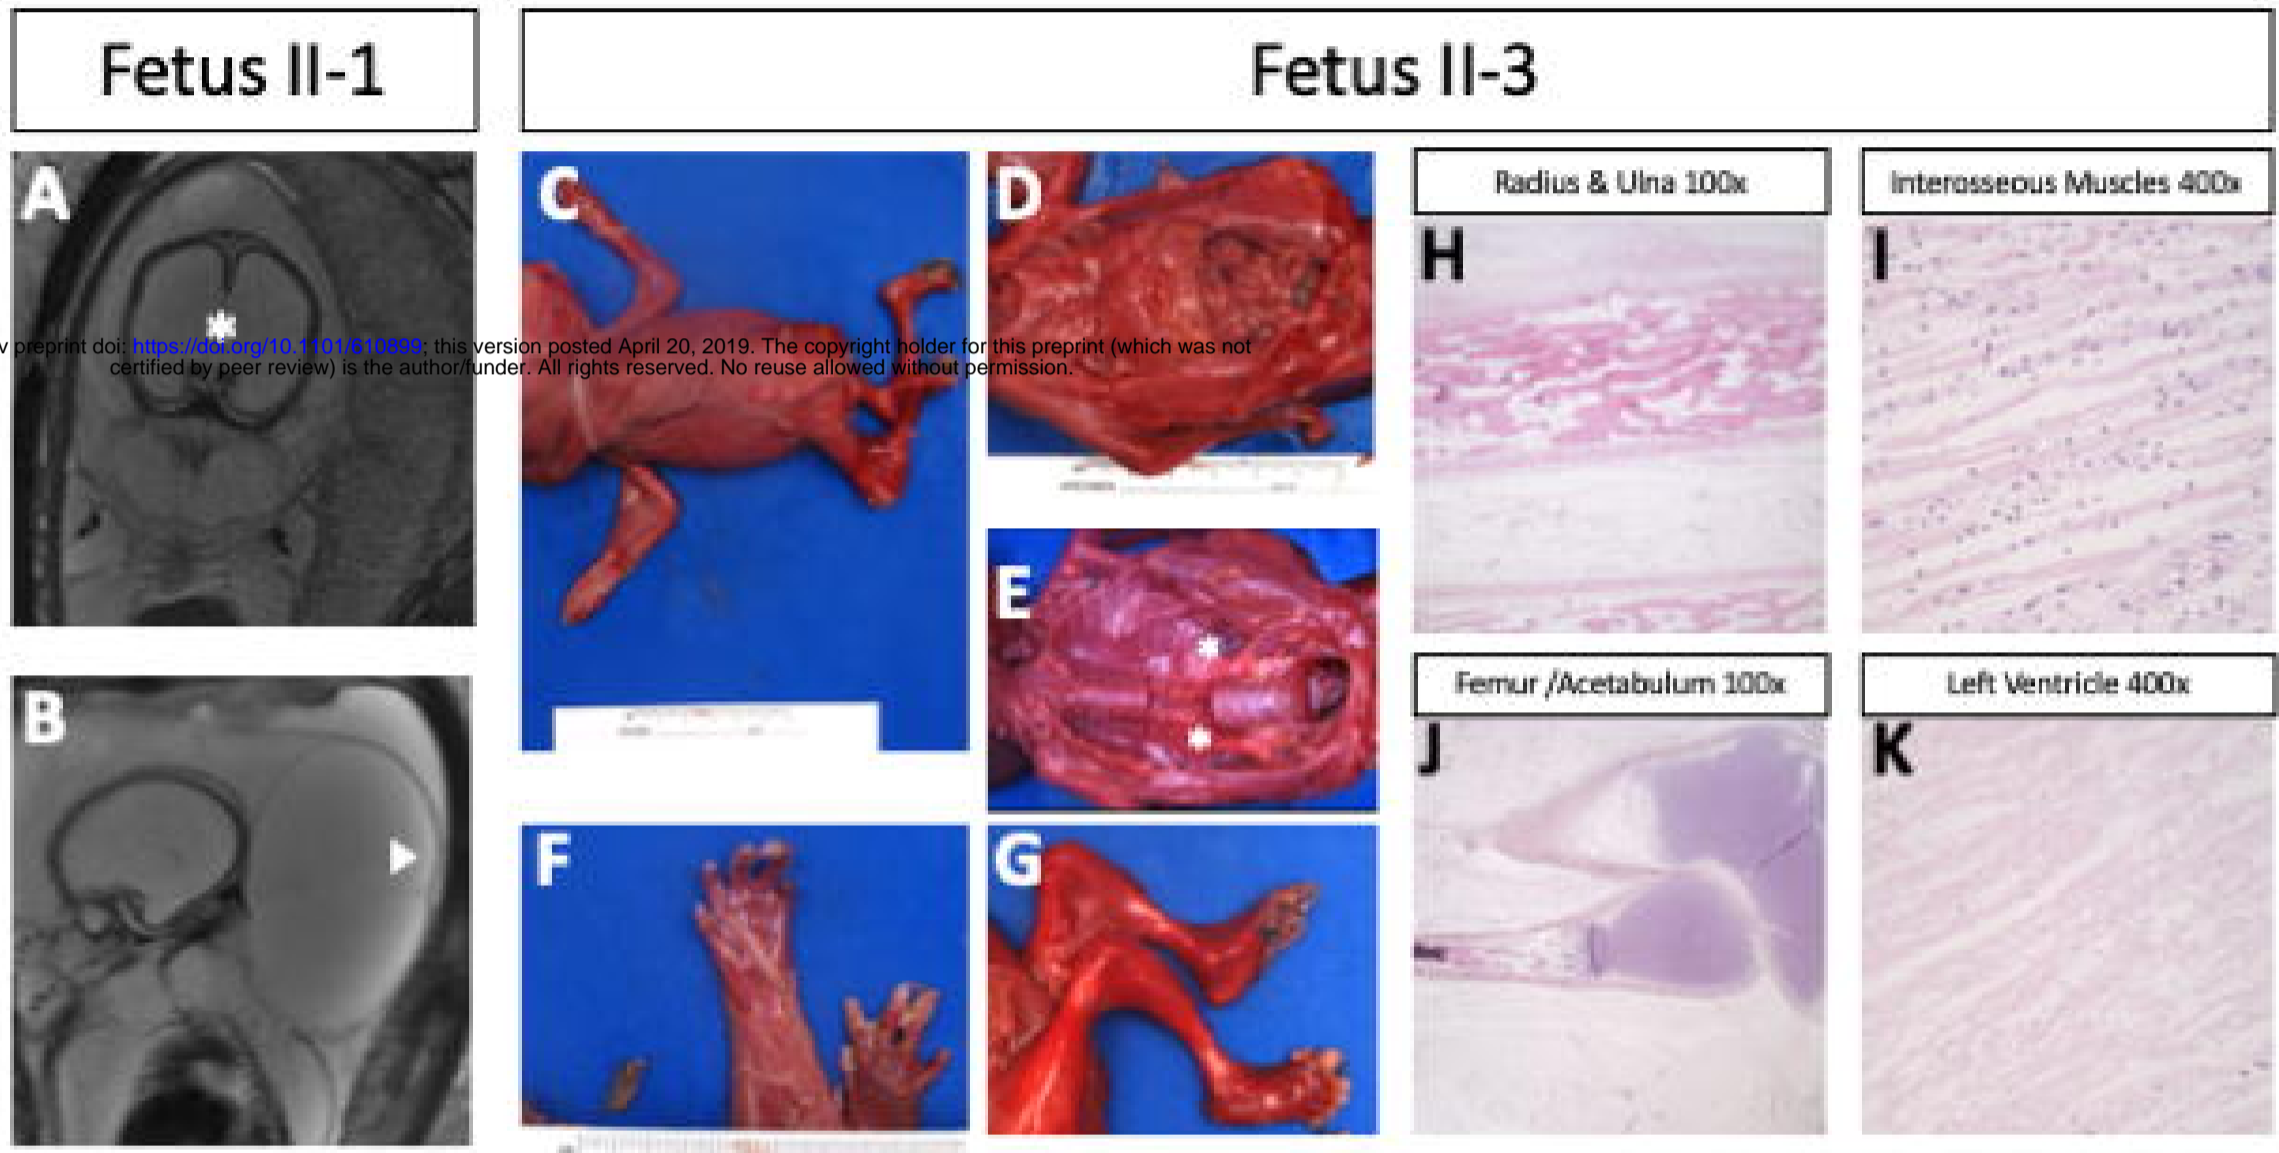 Fetus II-1
Fetus II-3
A
C
D
Radius & Ulna 100x
Interosseous Muscles 400x
H
I
v preprint doi: https://doi.org/10.1101/610899; this version posted April 20, 2019. The copyright holder for this preprint (which was not
certified by peer review) is the author/funder. All rights reserved. No reuse allowed without permission.
E
B
Femur /Acetabulum 100x
Left Ventricle 400x
J
K
F
G